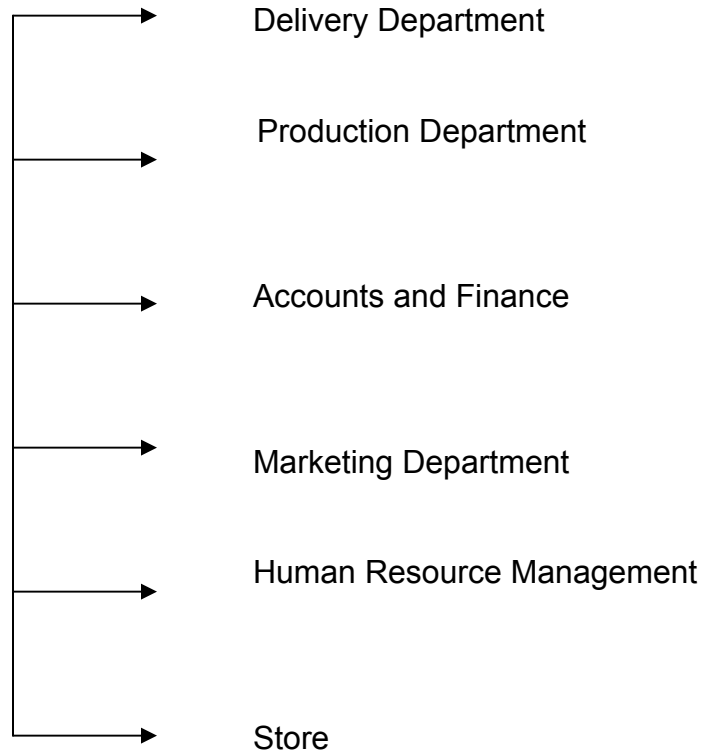 Delivery Department
Production Department
Accounts and Finance
Marketing Department
Human Resource Management
Store